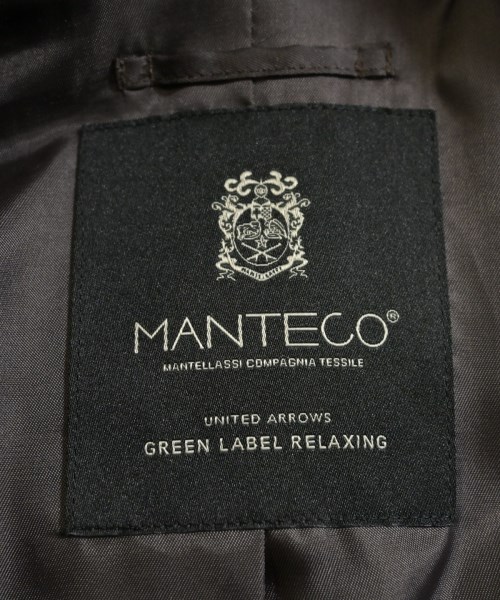 MANTECO®
MANTELLASSI COMPAGNIA TESSILE
UNITED ARROWS
GREEN LABEL RELAXING